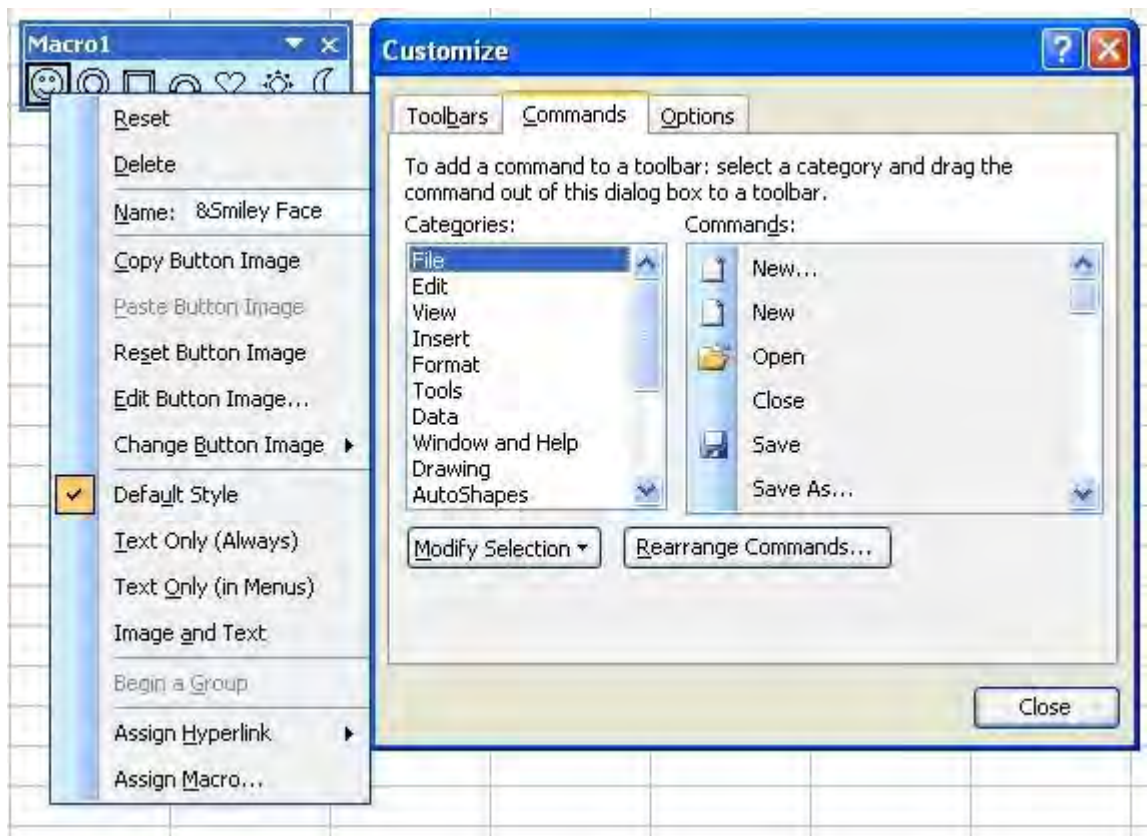 Macro1
Reset
Delete
Name: &Smiley Face
Copy Button Image
Paste Button Image
Reset Button Image
Edit Button Image...
Change Button Image
Default Style
Text Only (Always)
Text Only (in Menus)
Image and Text
Begin a Group
Assign Hyperlink
Assign Macro...
Customize
Toolbars Commands Options
To add a command to a toolbar: select a category and drag the
command out of this dialog box to a toolbar.
Categories:
File
Edit
View
Insert
Format
Tools
Data
Window and Help
Drawing
AutoShapes
Commands:
New...
New
Open
Close
Save
Save As...
Modify Selection
Rearrange Commands...
Close